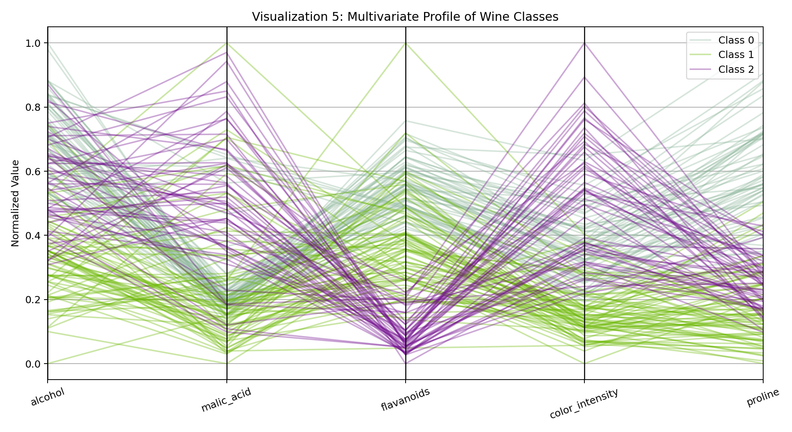 Visualization 5: Multivariate Profile of Wine Classes
Class 0
Class 1
Class 2
Normalized Value
1.0
0.8
0.6
0.4
0.2
0.0
alcohol
malic_acid
flavanoids
color_intensity
proline